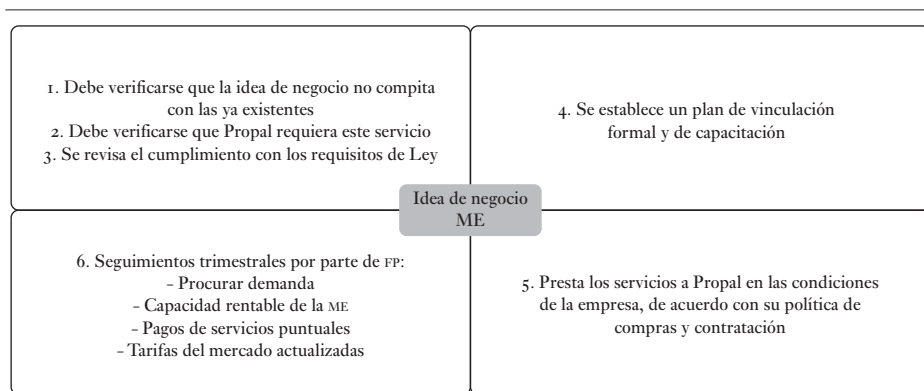 1. Debe verificarse que la idea de negocio no compita
con las ya existentes
2. Debe verificarse que Propal requiera este servicio
3. Se revisa el cumplimiento con los requisitos de Ley
4. Se establece un plan de vinculación
formal y de capacitación
Idea de negocio
ME
6. Seguimientos trimestrales por parte de FP:
– Procurar demanda
– Capacidad rentable de la ME
– Pagos de servicios puntuales
– Tarifas del mercado actualizadas
5. Presta los servicios a Propal en las condiciones
de la empresa, de acuerdo con su política de
compras y contratación